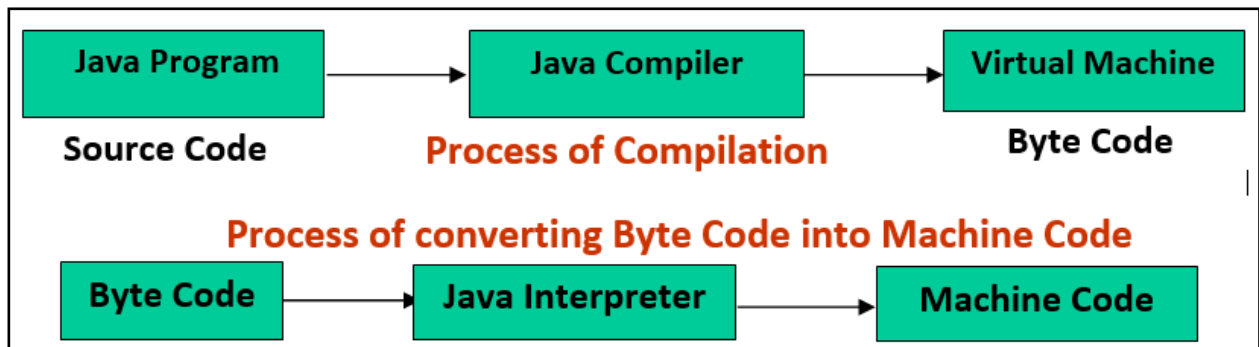 Java Program
Java Compiler
Virtual Machine
Source Code
Process of Compilation
Byte Code
Process of converting Byte Code into Machine Code
Byte Code
Java Interpreter
Machine Code